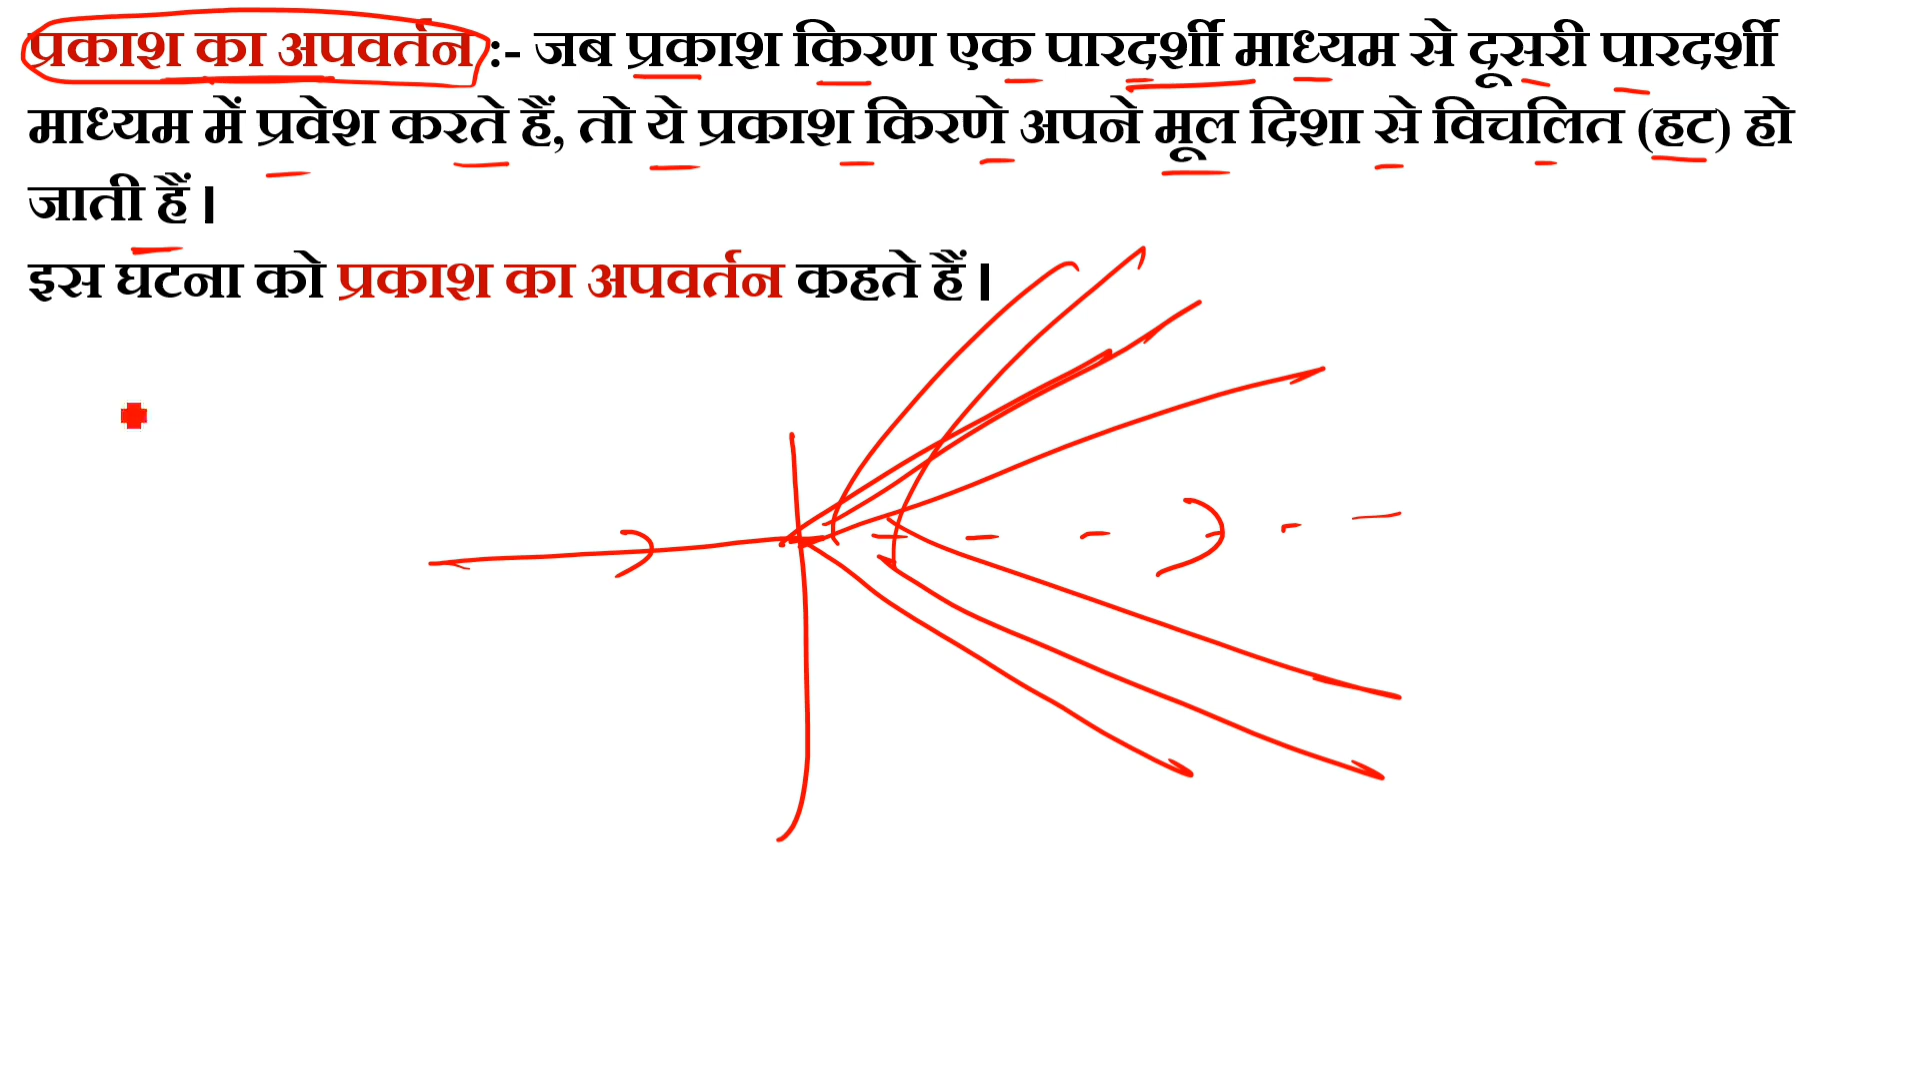 प्रकाश का अपवर्तन :- जब प्रकाश किरण एक पारदर्शी माध्यम से दूसरी पारदर्शी
माध्यम में प्रवेश करते हैं, तो ये प्रकाश किरणे अपने मूल दिशा से विचलित (हट) हो
जाती हैं।
इस घटना को प्रकाश का अपवर्तन कहते हैं।